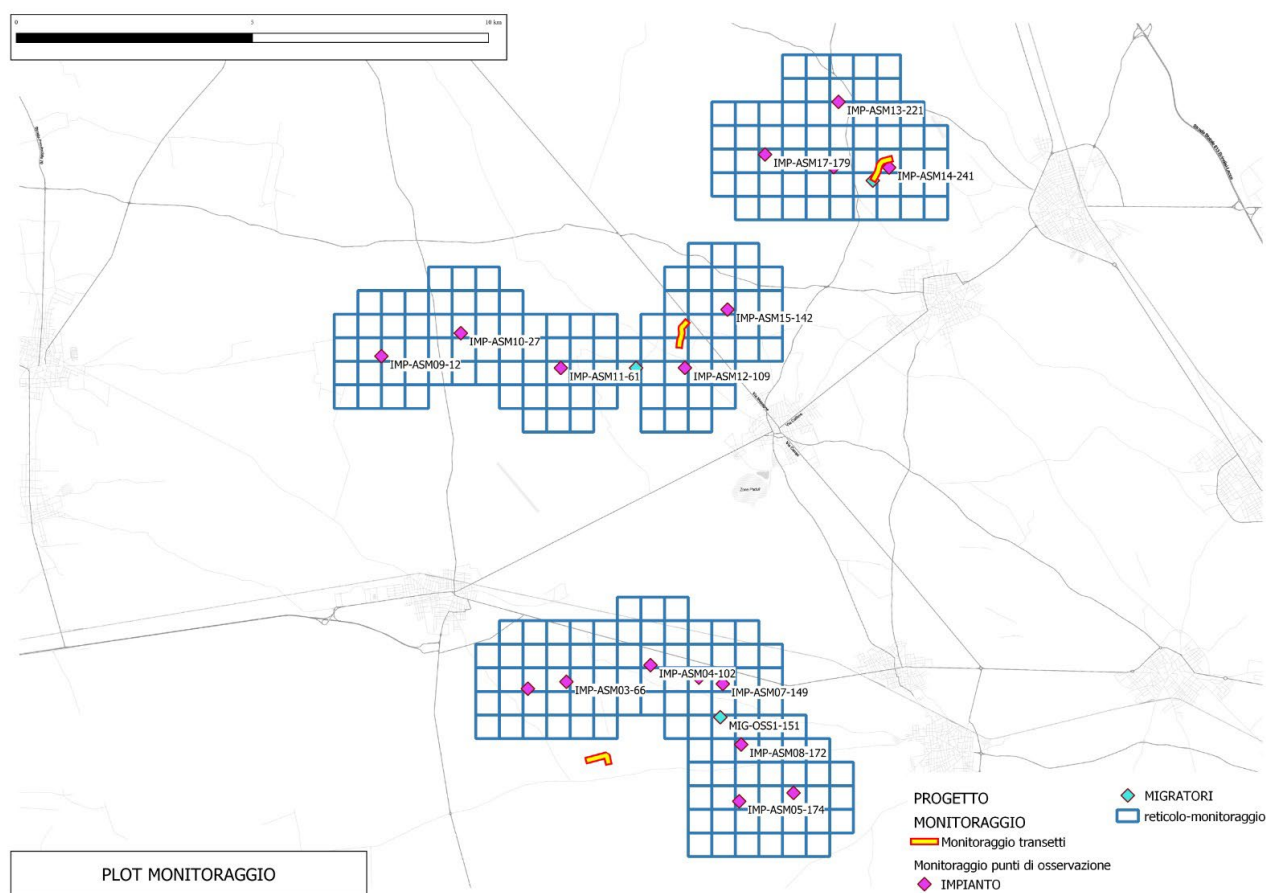 0 5 10 km
IMP-ASM13-221
IMP-ASM17-179
IMP-ASM14-241
IMP-ASM15-142
IMP-ASM10-27
IMP-ASM09-12
IMP-ASM11-61
IMP-ASM12-109
Zone Petali
IMP-ASM04-102
IMP-ASM03-66
IMP-ASM07-149
MIG-OSS1-151
IMP-ASM08-172
IMP-ASM05-174
PROGETTO
MONITORAGGIO
Monitoraggio transetti
Monitoraggio punti di osservazione
IMPIANTO
MIGRATORI
reticolo-monitoraggio
PLOT MONITORAGGIO